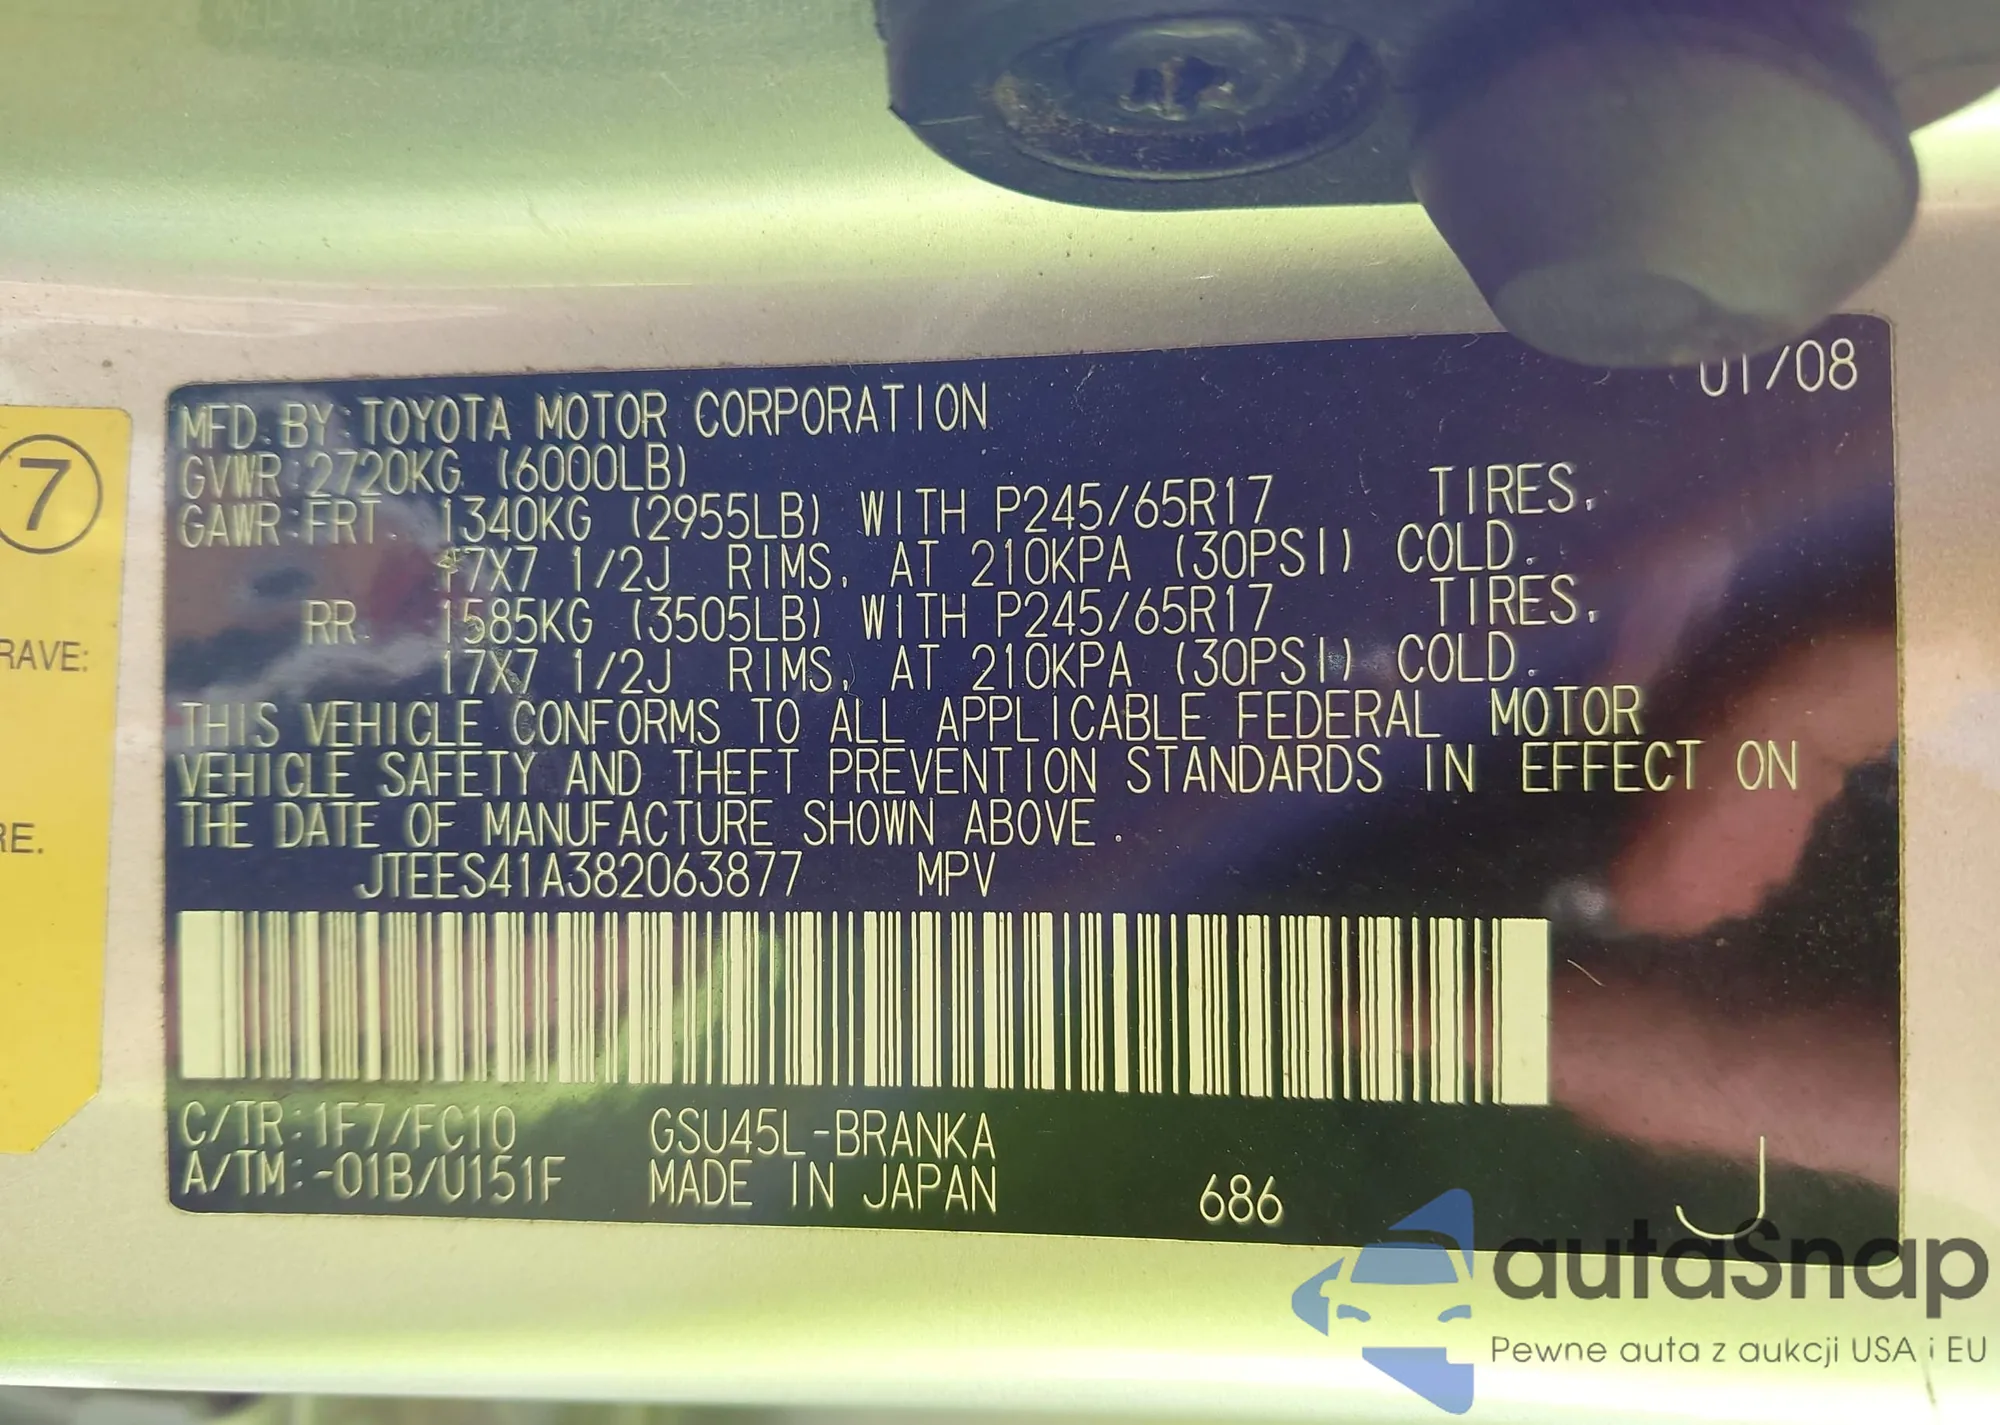 01/08
MFD. BY: TOYOTA MOTOR CORPORATION
GVWR: 2720KG (6000LB)
GAWR: FRT. 1340KG (2955LB) WITH P245/65R17 TIRES,
17X7 1/2J RIMS, AT 210KPA (30PSI) COLD.
RR. 1585KG (3505LB) WITH P245/65R17 TIRES,
17X7 1/2J RIMS, AT 210KPA (30PSI) COLD.
THIS VEHICLE CONFORMS TO ALL APPLICABLE FEDERAL MOTOR
VEHICLE SAFETY AND THEFT PREVENTION STANDARDS IN EFFECT ON
THE DATE OF MANUFACTURE SHOWN ABOVE.
JTEES41A382063877 MPV
C/TR: 1F7/FC10 GSU45L-BRANKA
A/TM: -01B/U151F MADE IN JAPAN 686 J
7
RAVE:
RE.
autaSnap
Pewne auta z aukcji USA i EU